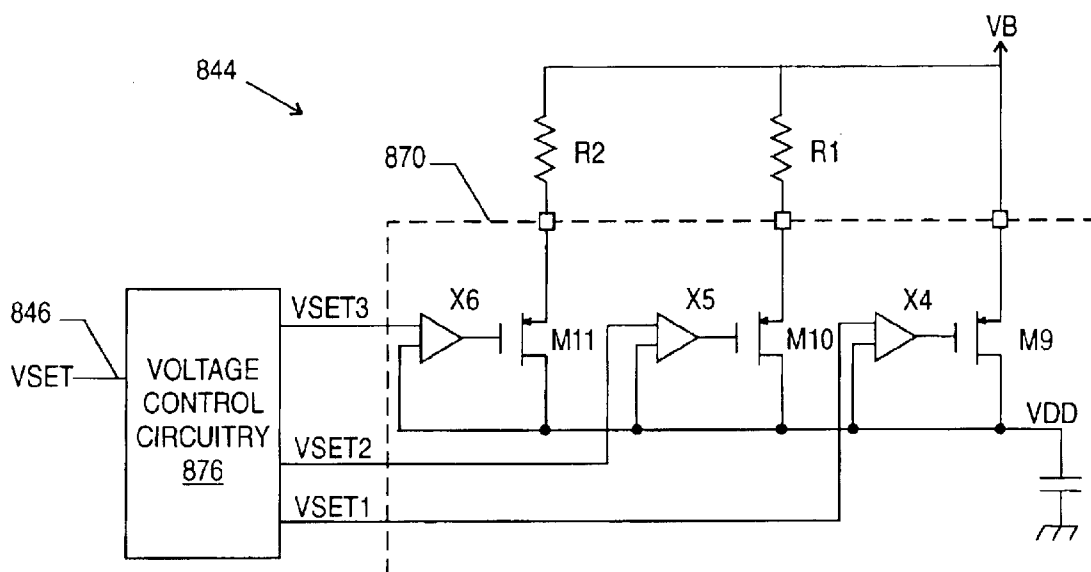 VB
844
R2
R1
870
X6
X5
X4
VSET3
846
M11
M10
M9
VSET
VOLTAGE
CONTROL
CIRCUITRY
876
VDD
VSET2
VSET1